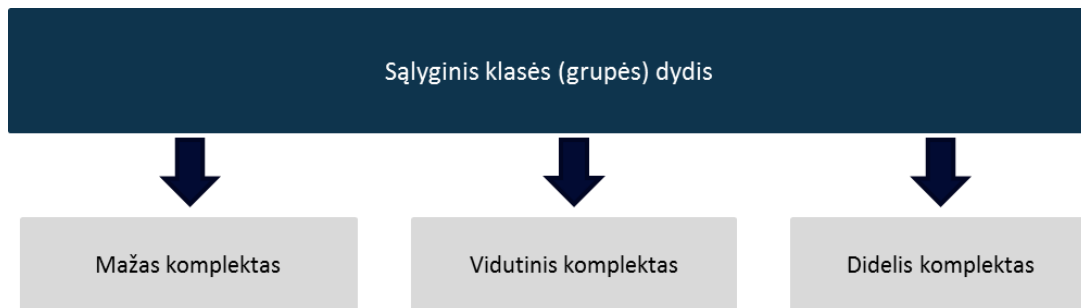 Sąlyginis klasės (grupės) dydis
Mažas komplektas
Vidutinis komplektas
Didelis komplektas